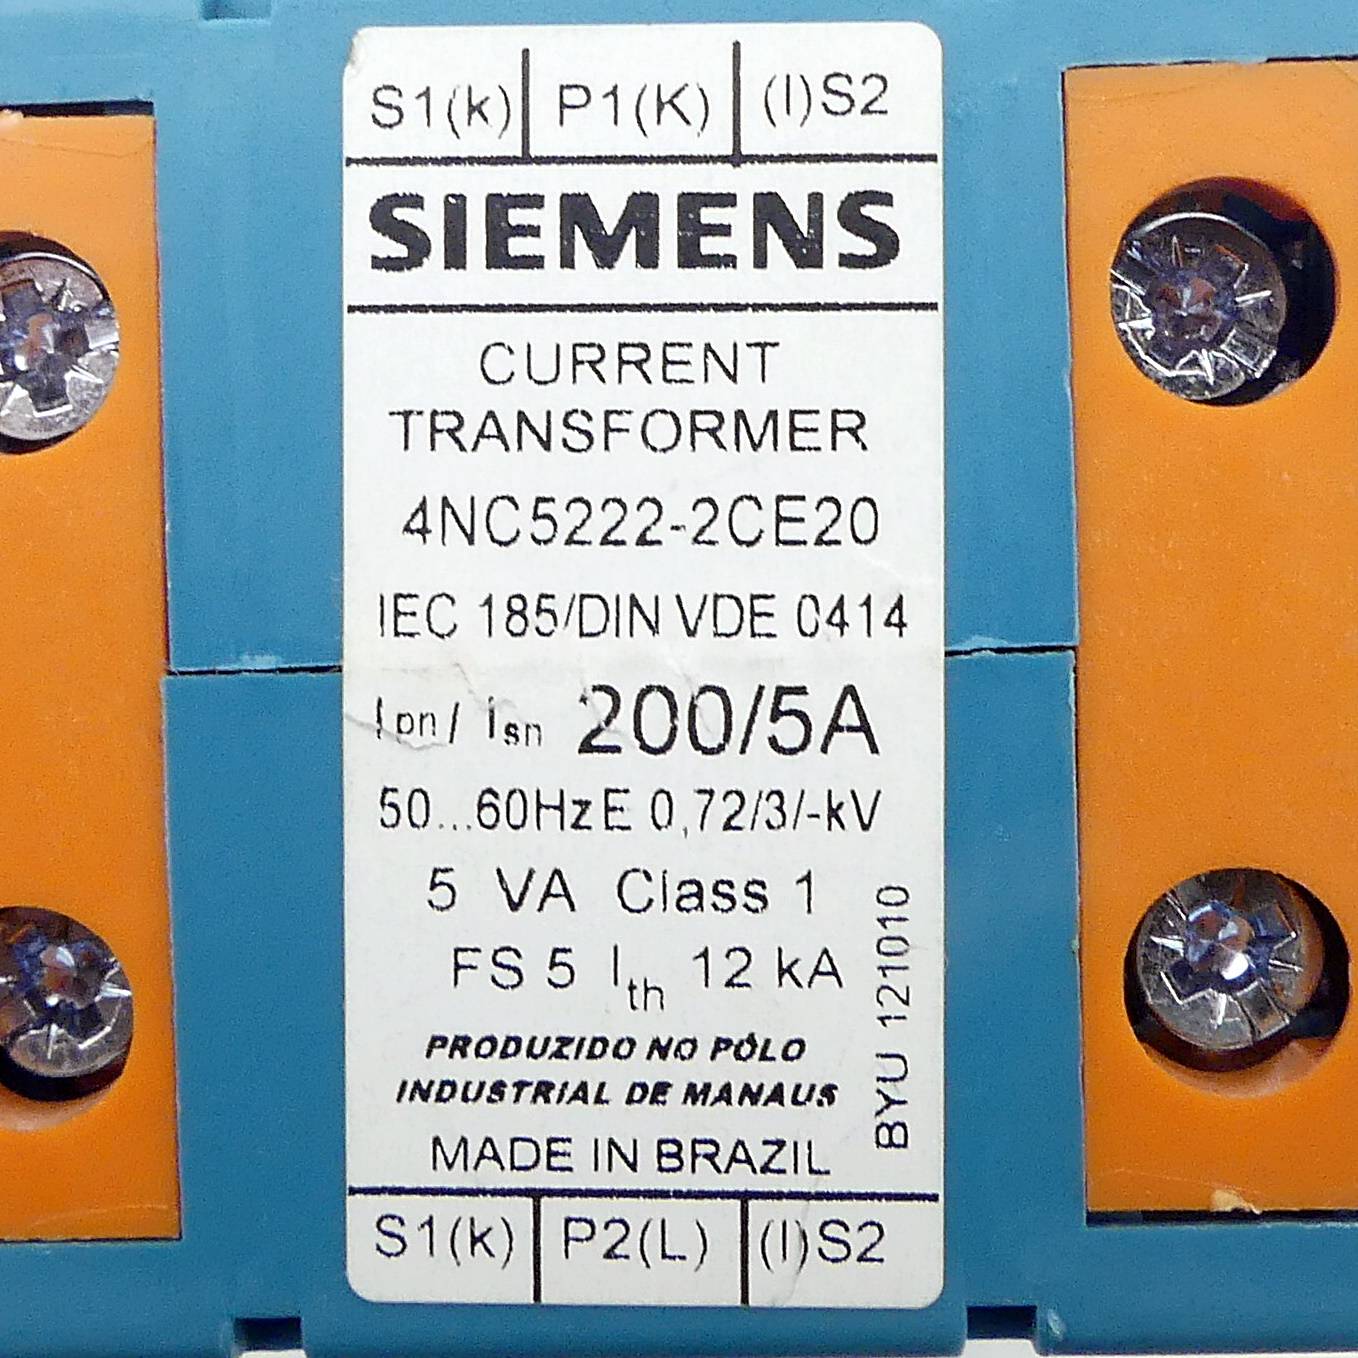 S1(k) P1(K) (l)S2
SIEMENS
CURRENT
TRANSFORMER
4NC5222-2CE20
IEC 185/DIN VDE 0414
Ipn/ isn 200/5A
50...60Hz E 0,72/3/-kV
5 VA Class 1
FS 5 Ith 12 kA
PRODUZIDO NO PÓLO
INDUSTRIAL DE MANAUS
MADE IN BRAZIL
BYU 121010
S1(k) P2(L) (l)S2